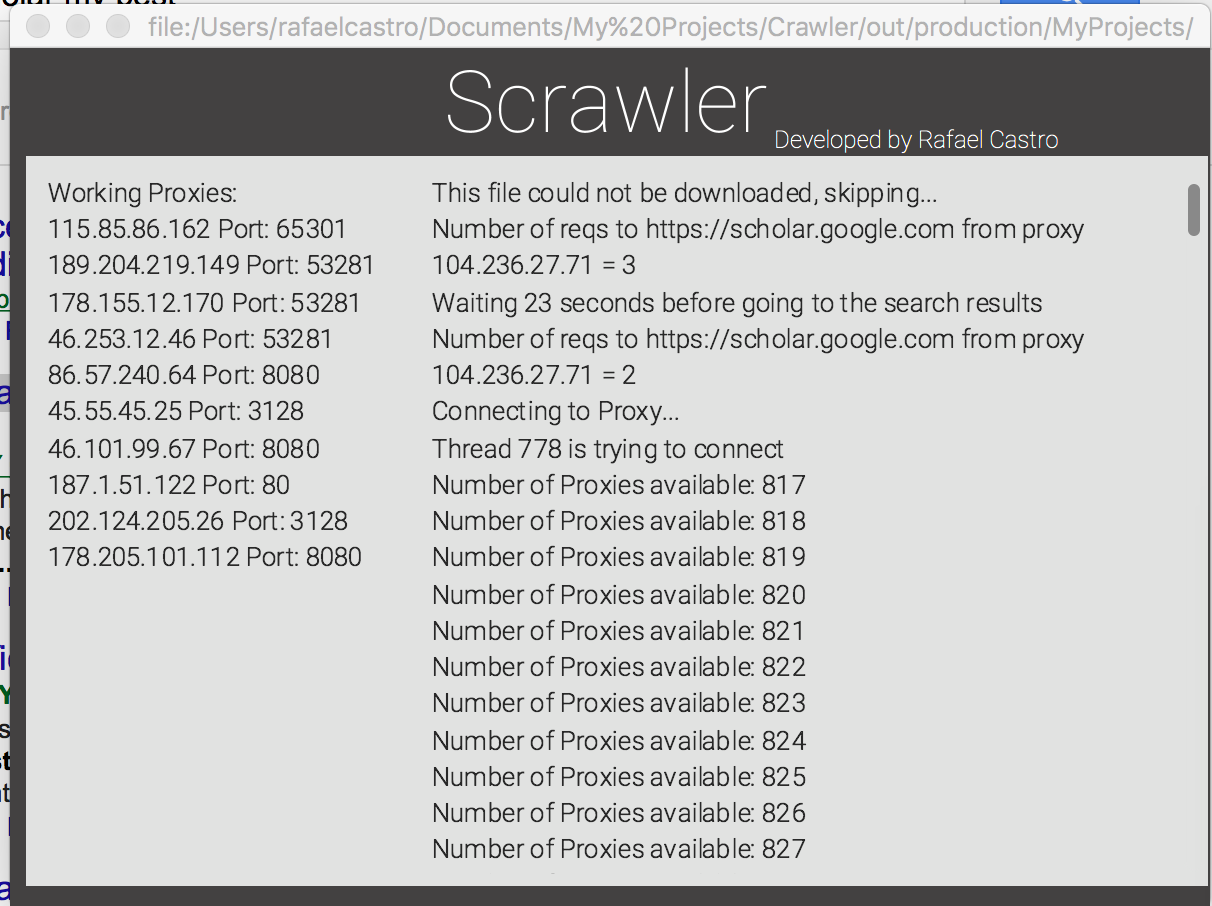 file:/Users/rafaelcastro/Documents/My%20Projects/Crawler/out/production/MyProjects/
Scrawler
Developed by Rafael Castro
Working Proxies:
115.85.86.162 Port: 65301
189.204.219.149 Port: 53281
178.155.12.170 Port: 53281
46.253.12.46 Port: 53281
86.57.240.64 Port: 8080
45.55.45.25 Port: 3128
46.101.99.67 Port: 8080
187.1.51.122 Port: 80
202.124.205.26 Port: 3128
178.205.101.112 Port: 8080
This file could not be downloaded, skipping...
Number of reqs to https://scholar.google.com from proxy
104.236.27.71 = 3
Waiting 23 seconds before going to the search results
Number of reqs to https://scholar.google.com from proxy
104.236.27.71 = 2
Connecting to Proxy...
Thread 778 is trying to connect
Number of Proxies available: 817
Number of Proxies available: 818
Number of Proxies available: 819
Number of Proxies available: 820
Number of Proxies available: 821
Number of Proxies available: 822
Number of Proxies available: 823
Number of Proxies available: 824
Number of Proxies available: 825
Number of Proxies available: 826
Number of Proxies available: 827